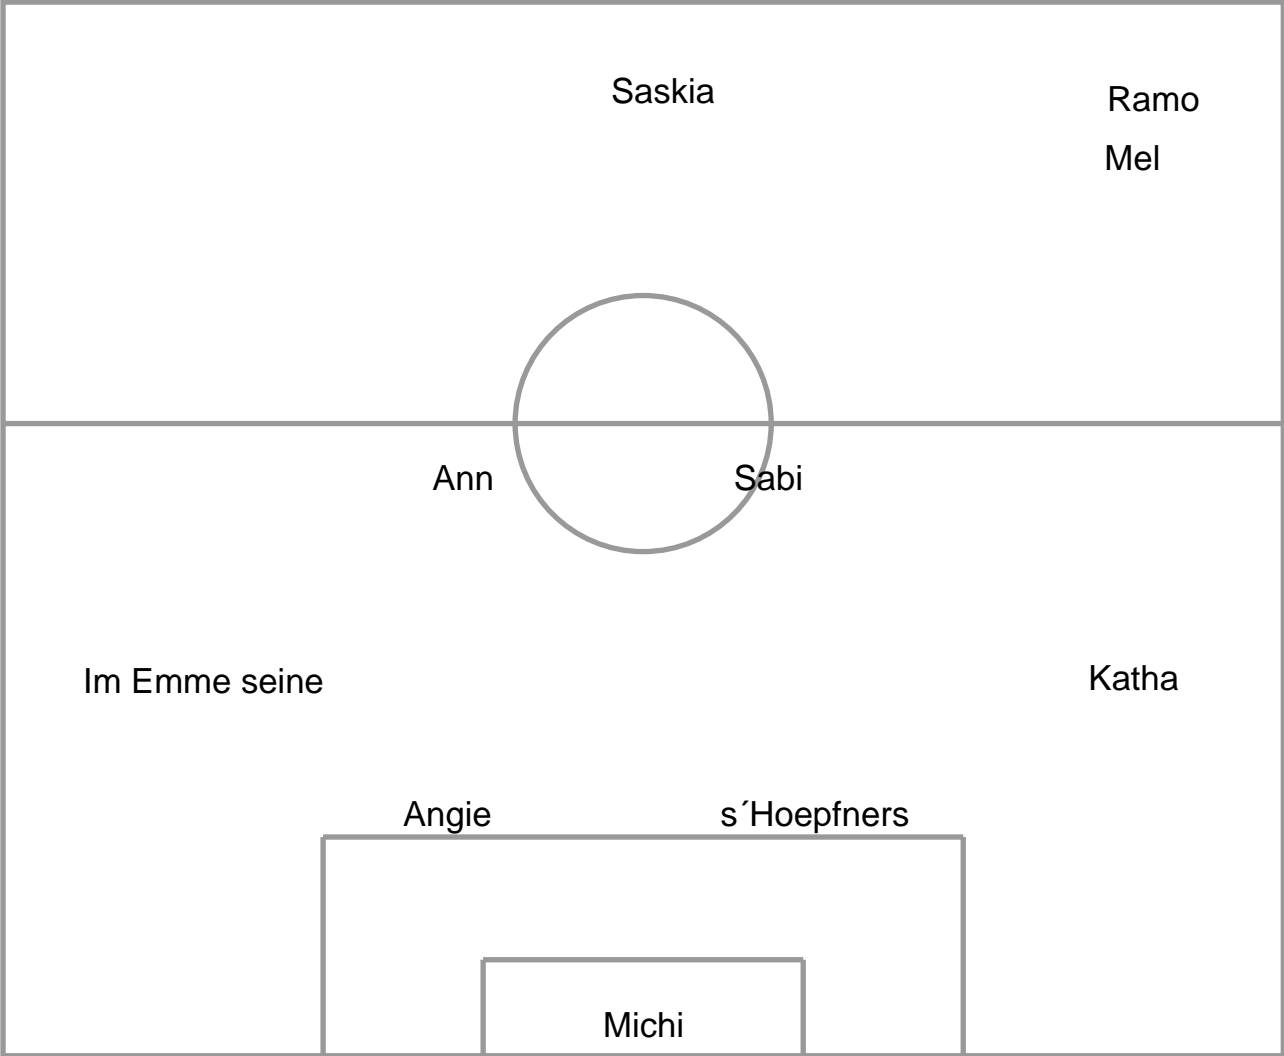 Saskia
Ramo
Mel
Ann
Sabi
Im Emme seine
Katha
Angie
s´Hoepfners
Michi